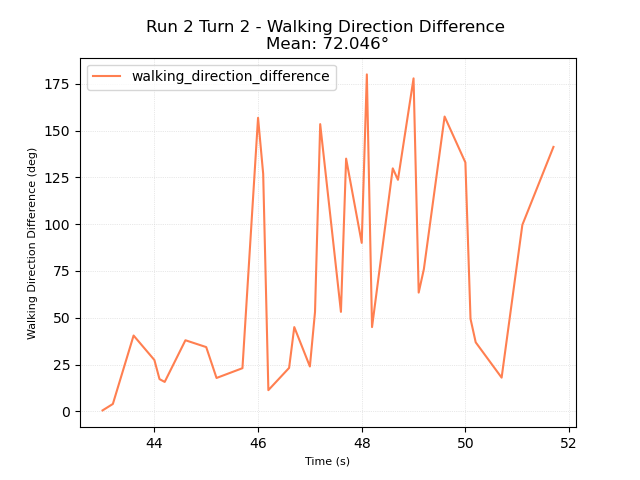 Run 2 Turn 2 - Walking Direction Difference
Mean: 72.046°
walking_direction_difference
Walking Direction Difference (deg)
175
150
125
100
75
50
25
0
44
46
48
50
52
Time (s)